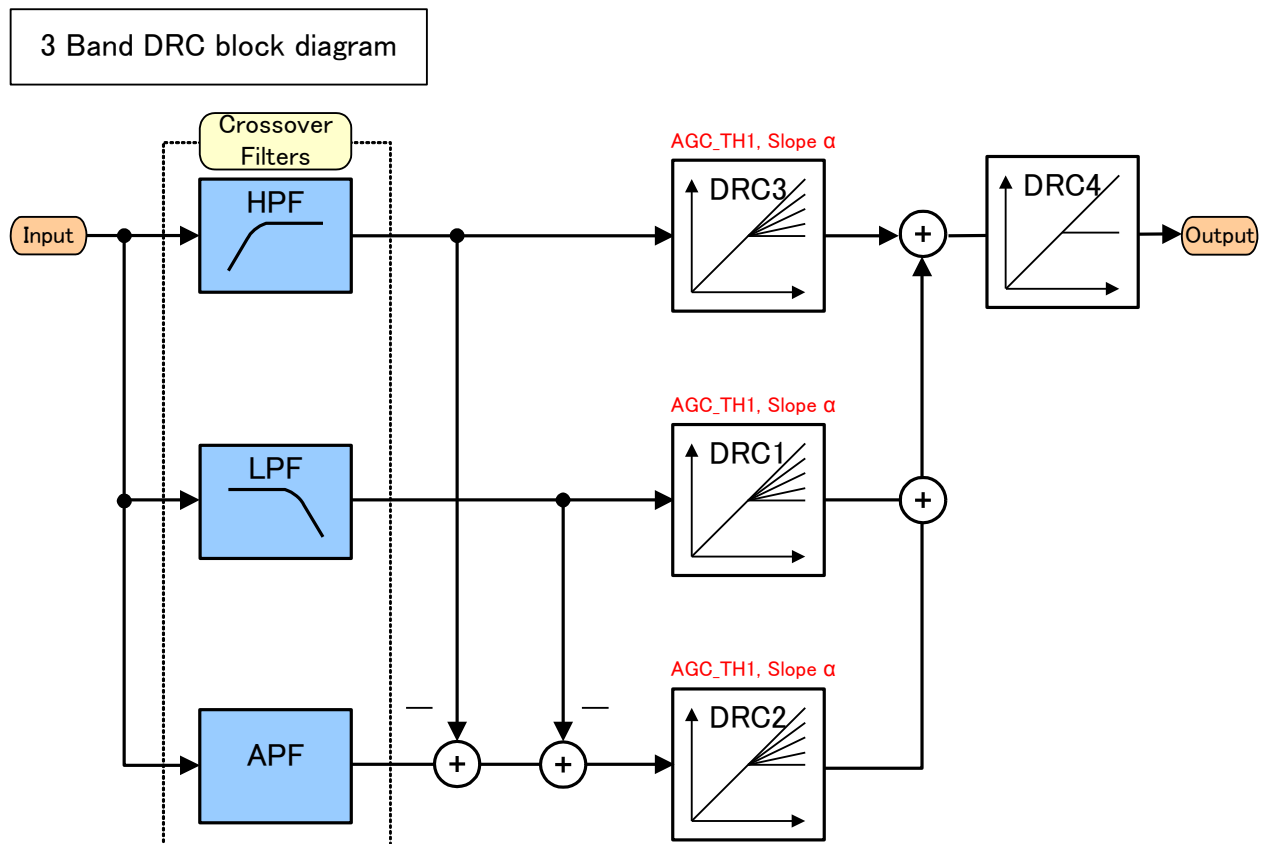 3 Band DRC block diagram
Crossover
Filters
AGC_TH1, Slope α
HPF
DRC3
DRC4
Input
+
Output
AGC_TH1, Slope α
LPF
DRC1
+
AGC_TH1, Slope α
—
—
DRC2
APF
+
+